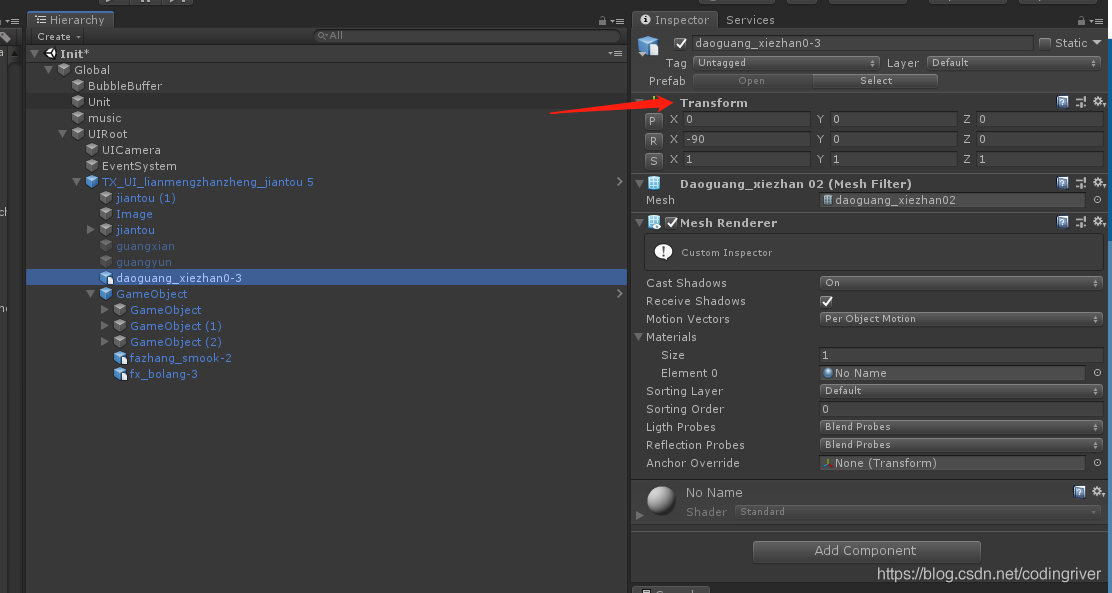 Hierarchy
Create
All
Init*
Global
BubbleBuffer
Unit
music
UIRoot
UICamera
EventSystem
TX_UI_lianmengzhanzheng_jiantou 5
jiantou (1)
Image
jiantou
guangxian
guangyun
daoguang_xiezhan0-3
GameObject
GameObject
GameObject (1)
GameObject (2)
fazhang_smook-2
fx_bolang-3
Inspector Services
daoguang_xiezhan0-3 Static
Tag Untagged Layer Default
Prefab Open Select
Transform
P X 0 Y 0 Z 0
R X -90 Y 0 Z 0
S X 1 Y 1 Z 1
Daoguang_xiezhan 02 (Mesh Filter)
Mesh daoguang_xiezhan02
Mesh Renderer
Custom Inspector
Cast Shadows On
Receive Shadows
Motion Vectors Per Object Motion
Materials
Size 1
Element 0 No Name
Sorting Layer Default
Sorting Order 0
Ligth Probes Blend Probes
Reflection Probes Blend Probes
Anchor Override None (Transform)
No Name
Shader Standard
Add Component
https://blog.csdn.net/codingriver